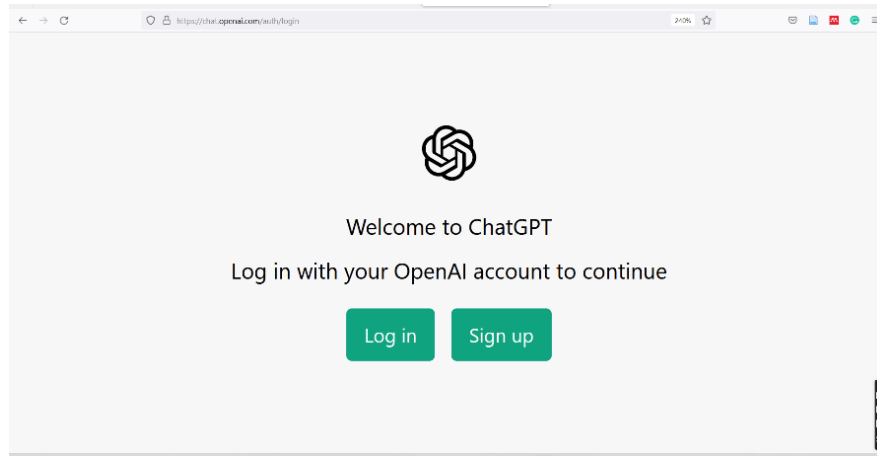 https://chat.openai.com/auth/login 240%
Welcome to ChatGPT
Log in with your OpenAI account to continue
Log in Sign up